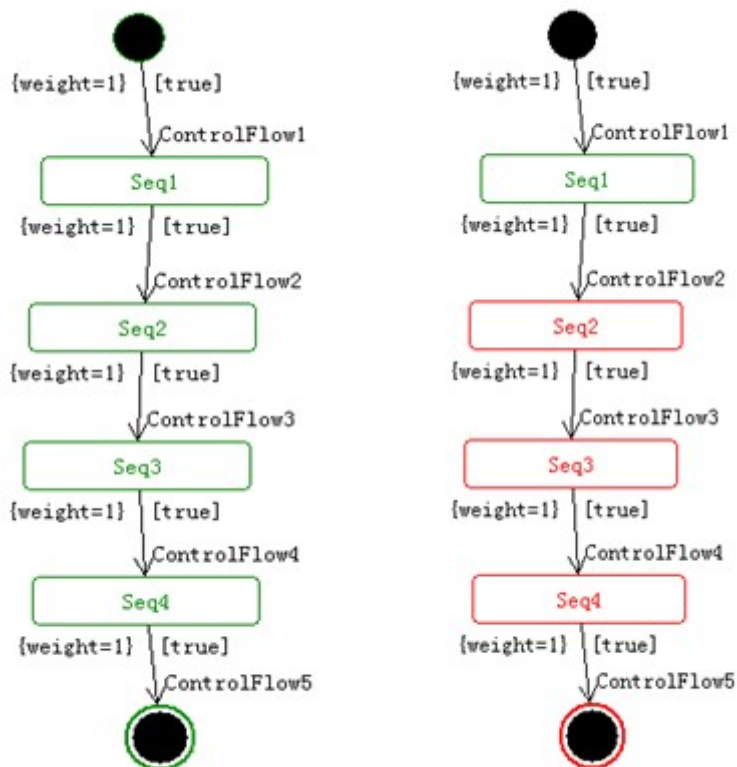 {weight=1} [true]
ControlFlow1
Seq1
{weight=1} [true]
ControlFlow2
Seq2
{weight=1} [true]
ControlFlow3
Seq3
{weight=1} [true]
ControlFlow4
Seq4
{weight=1} [true]
ControlFlow5
{weight=1} [true]
ControlFlow1
Seq1
{weight=1} [true]
ControlFlow2
Seq2
{weight=1} [true]
ControlFlow3
Seq3
{weight=1} [true]
ControlFlow4
Seq4
{weight=1} [true]
ControlFlow5